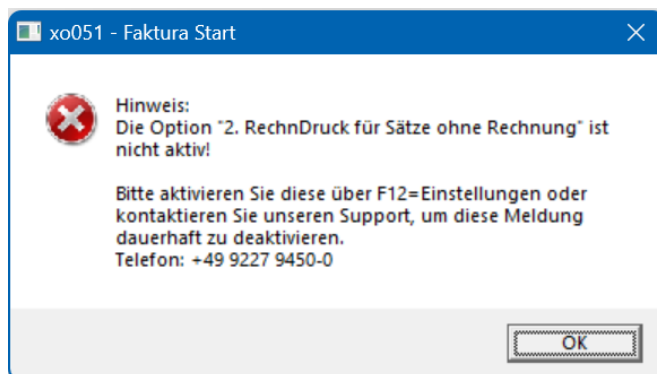 xo051 - Faktura Start
Hinweis:
Die Option "2. RechnDruck für Sätze ohne Rechnung" ist
nicht aktiv!
Bitte aktivieren Sie diese über F12=Einstellungen oder
kontaktieren Sie unseren Support, um diese Meldung
dauerhaft zu deaktivieren.
Telefon: +49 9227 9450-0
OK